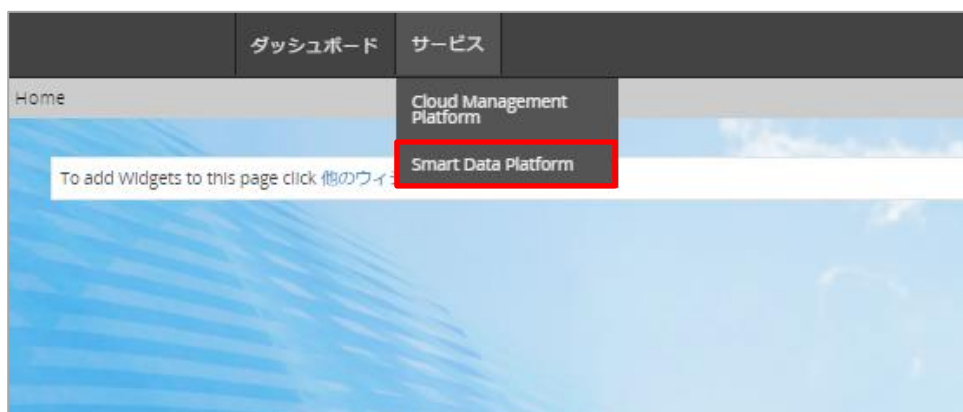 ダッシュボード サービス
Home
Cloud Management
Platform
Smart Data Platform
To add Widgets to this page click 他のウィ